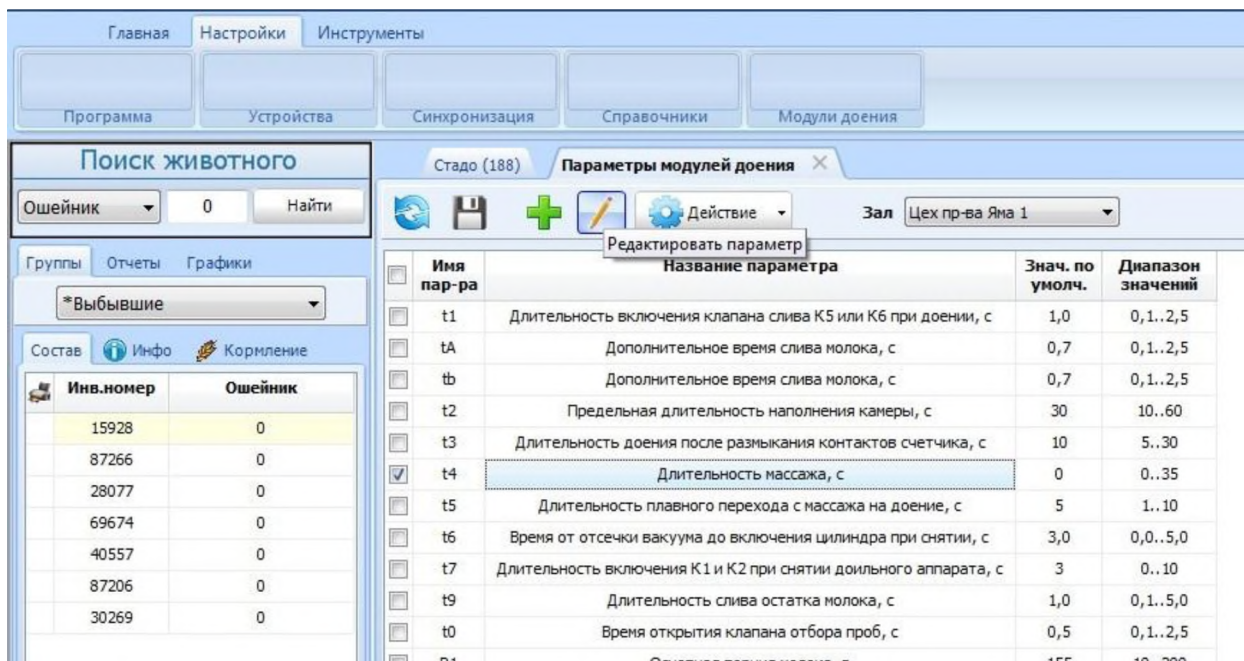 Главная Настройки Инструменты
Программа Устройства Синхронизация Справочники Модули доения
Поиск животного
Ошейник 0 Найти
Группы Отчеты Графики
*Выбывшие
Состав Инфо Кормление
Инв.номер Ошейник
15928 0
87266 0
28077 0
69674 0
40557 0
87206 0
30269 0
Стадо (188) Параметры модулей доения
Действие Зал Цех пр-ва Яма 1
Редактировать параметр
Имя пар-ра Название параметра Знач. по умолч. Диапазон значений
t1 Длительность включения клапана слива К5 или К6 при доении, с 1,0 0,1..2,5
tA Дополнительное время слива молока, с 0,7 0,1..2,5
tb Дополнительное время слива молока, с 0,7 0,1..2,5
t2 Предельная длительность наполнения камеры, с 30 10..60
t3 Длительность доения после размыкания контактов счетчика, с 10 5..30
t4 Длительность массажа, с 0 0..35
t5 Длительность плавного перехода с массажа на доение, с 5 1..10
t6 Время от отсечки вакуума до включения цилиндра при снятии, с 3,0 0,0..5,0
t7 Длительность включения К1 и К2 при снятии доильного аппарата, с 3 0..10
t9 Длительность слива остатка молока, с 1,0 0,1..5,0
t0 Время открытия клапана отбора проб, с 0,5 0,1..2,5